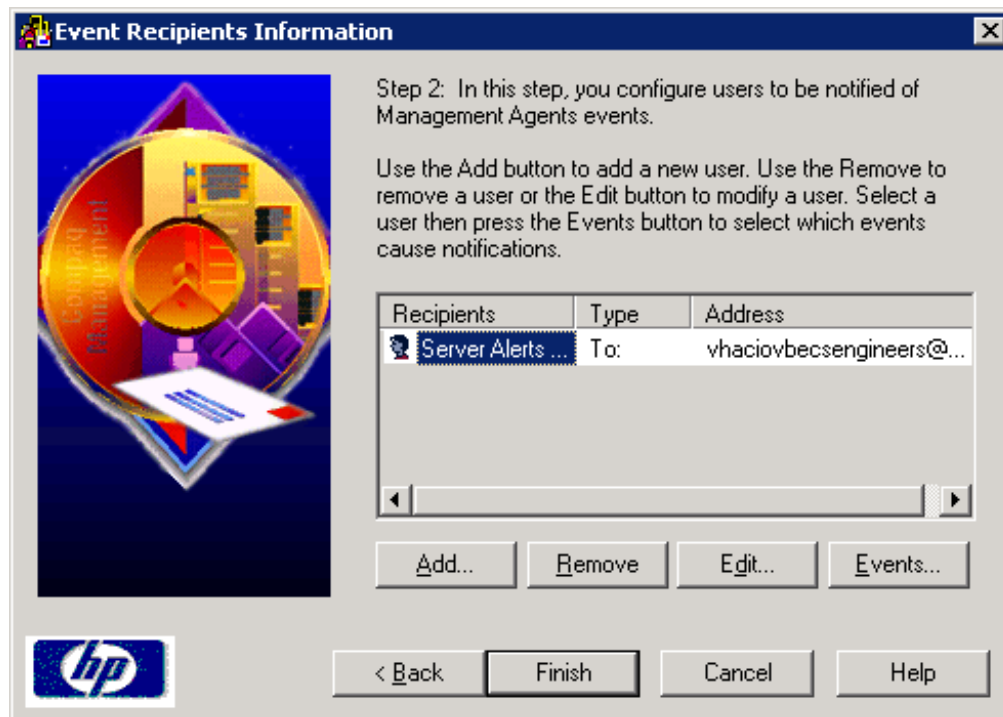 Event Recipients Information
Compaq
Management
Step 2: In this step, you configure users to be notified of
Management Agents events.
Use the Add button to add a new user. Use the Remove to
remove a user or the Edit button to modify a user. Select a
user then press the Events button to select which events
cause notifications.
Recipients Type Address
Server Alerts ... To: vhaciovbecsengineers@...
Add... Remove Edit... Events...
hp
< Back Finish Cancel Help